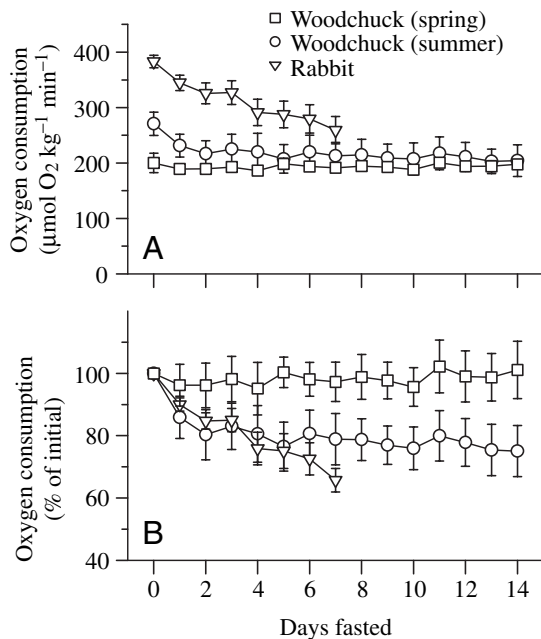 Woodchuck (spring)
Woodchuck (summer)
Rabbit
Oxygen consumption
(μmol O₂ kg⁻¹ min⁻¹)
400
300
200
100
0
A
Oxygen consumption
(% of initial)
100
80
60
40
B
0 2 4 6 8 10 12 14
Days fasted